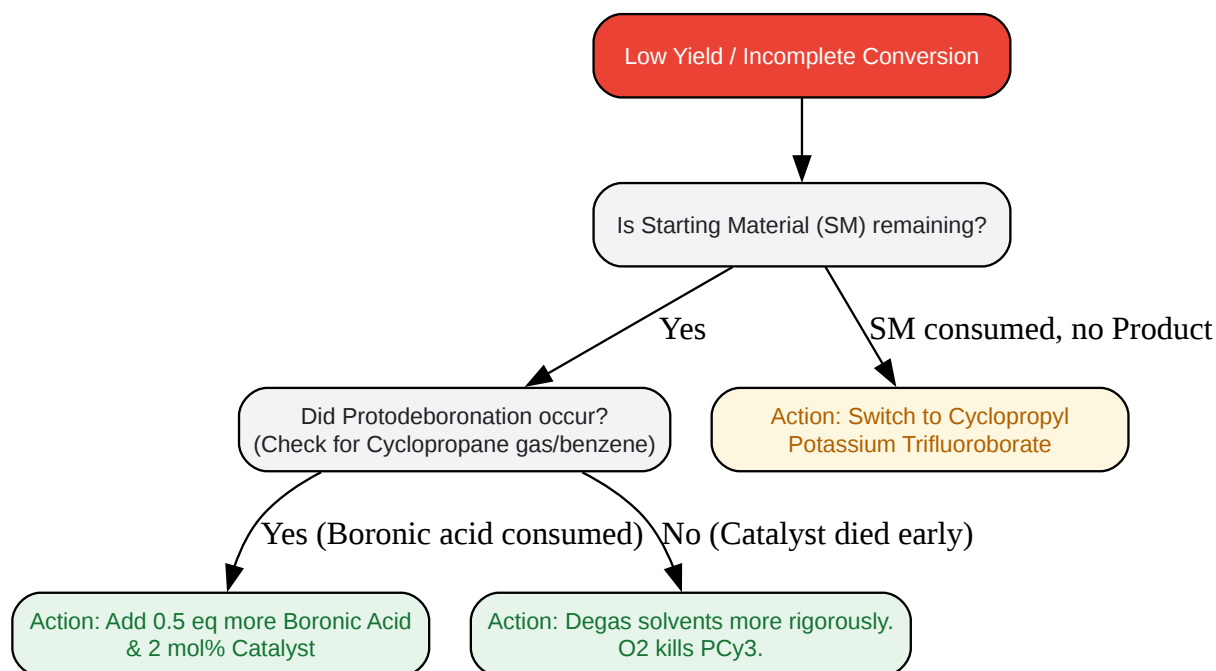 Low Yield / Incomplete Conversion
Is Starting Material (SM) remaining?
Yes
SM consumed, no Product
Did Protodeboronation occur?
(Check for Cyclopropane gas/benzene)
Action: Switch to Cyclopropyl
Potassium Trifluoroborate
Yes (Boronic acid consumed)
No (Catalyst died early)
Action: Add 0.5 eq more Boronic Acid
& 2 mol% Catalyst
Action: Degas solvents more rigorously.
O2 kills PCy3.